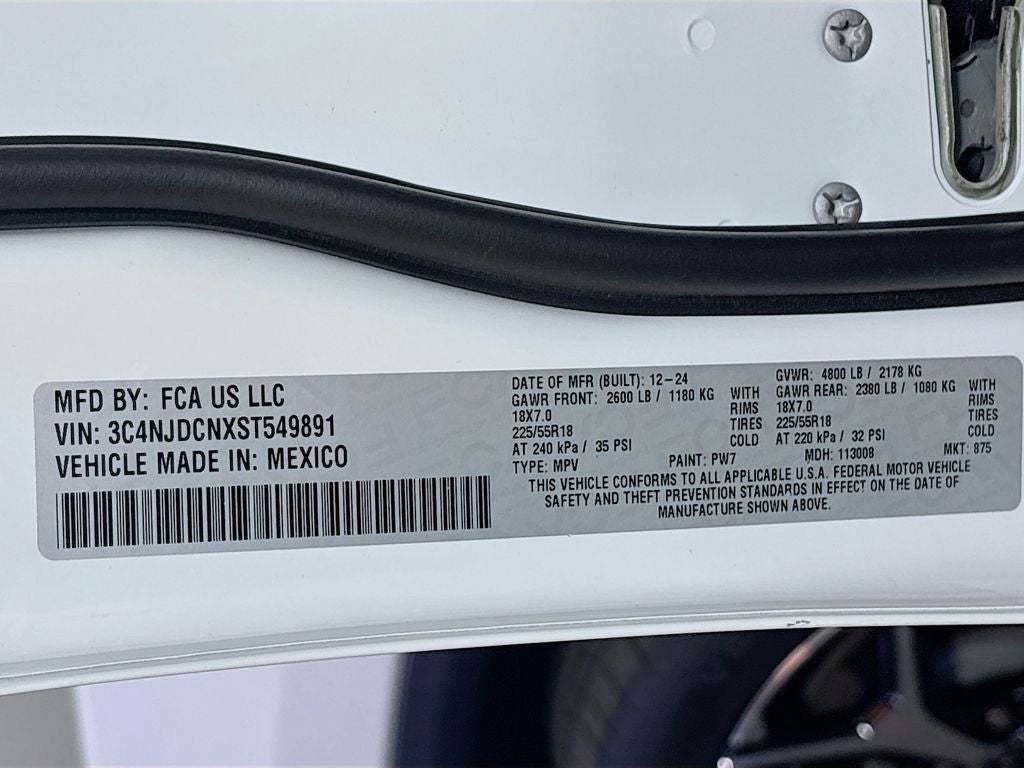 MFD BY: FCA US LLC
VIN: 3C4NJDCNXST549891
VEHICLE MADE IN: MEXICO
DATE OF MFR (BUILT): 12-24
GAWR FRONT: 2600 LB / 1180 KG WITH
18X7.0 RIMS
225/55R18 TIRES
AT 240 kPa / 35 PSI COLD
GVWR: 4800 LB / 2178 KG
GAWR REAR: 2380 LB / 1080 KG WITH
18X7.0 RIMS
225/55R18 TIRES
AT 220 kPa / 32 PSI COLD
TYPE: MPV PAINT: PW7 MDH: 113008 MKT: 875
THIS VEHICLE CONFORMS TO ALL APPLICABLE U.S.A. FEDERAL MOTOR VEHICLE
SAFETY AND THEFT PREVENTION STANDARDS IN EFFECT ON THE DATE OF
MANUFACTURE SHOWN ABOVE.